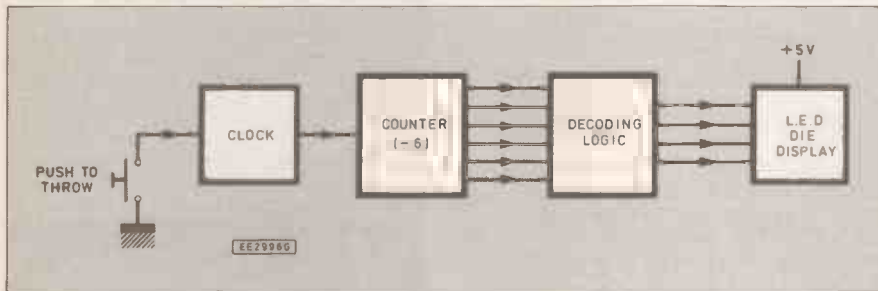 +5V
PUSH TO
THROW
CLOCK
COUNTER
(-6)
DECODING
LOGIC
L.E.D
DIE
DISPLAY
EE2996G